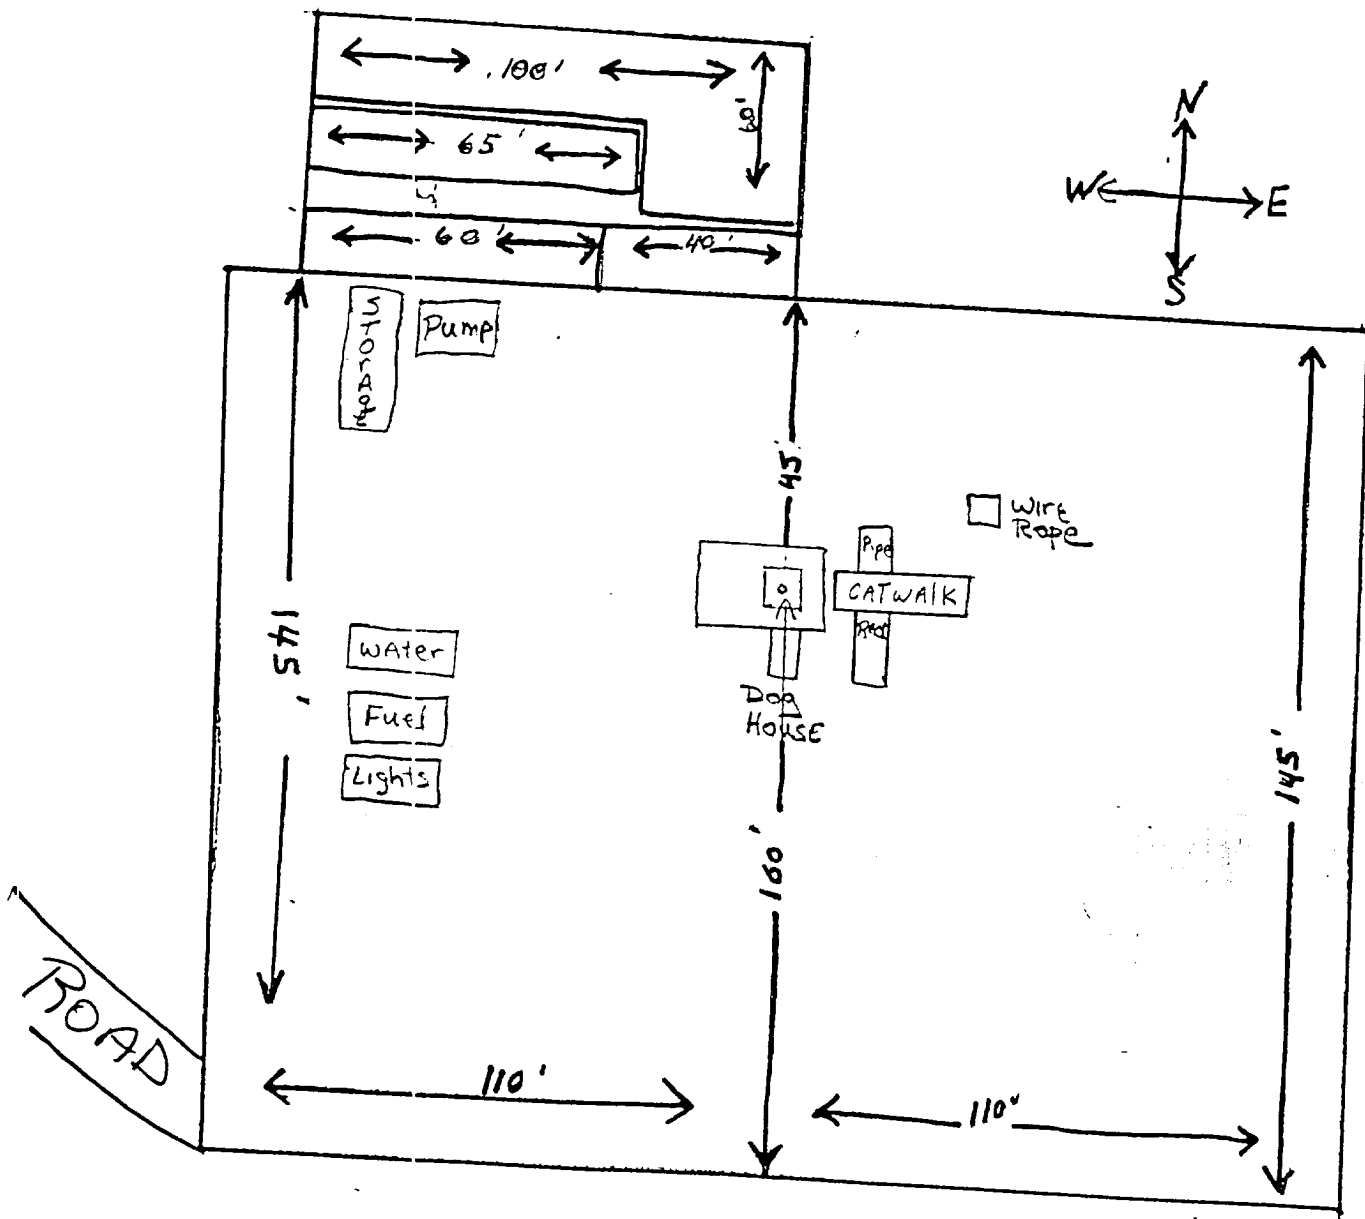 .100'
60'
N
65'
W
E
4'
60'
40'
S
STORAge
Pump
45'
Wire
Rope
Pipe
CATWAlK
Rack
145'
WAter
Dog
HOUSE
Fuel
Lights
145'
160'
ROAD
110'
110'